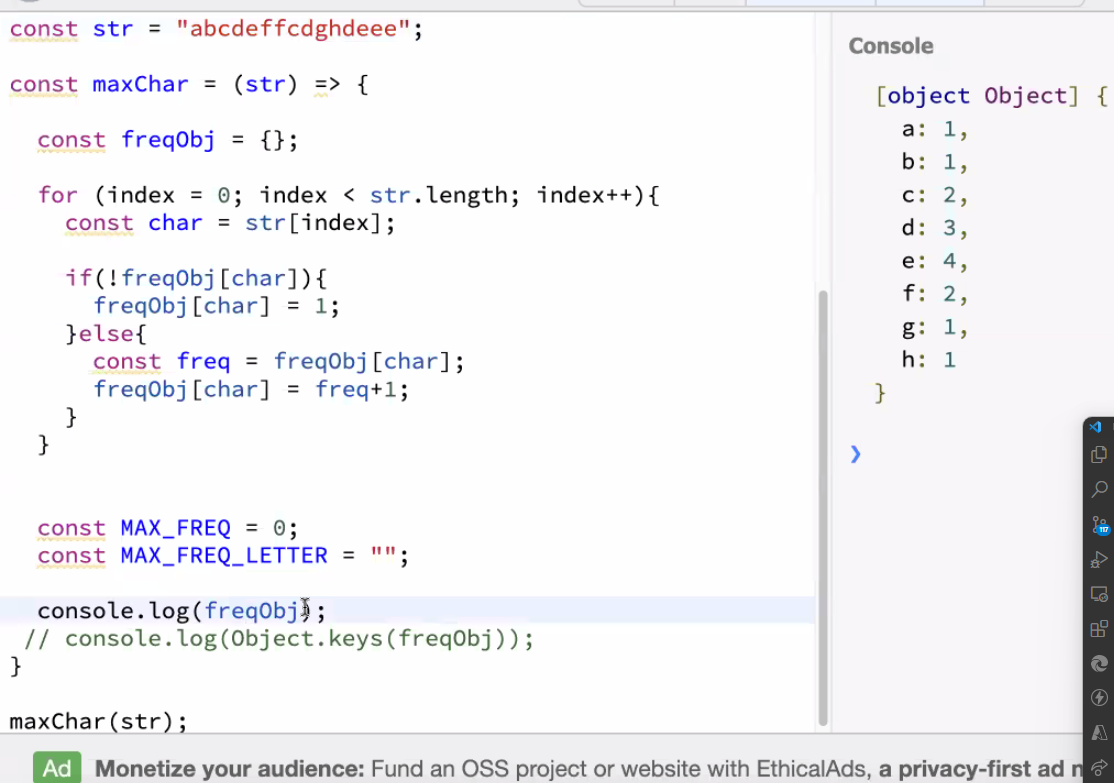 const str = "abcdeffcdghdeee";
const maxChar = (str) => {
const freqObj = {};
for (index = 0; index < str.length; index++){
const char = str[index];
if(!freqObj[char]){
freqObj[char] = 1;
}else{
const freq = freqObj[char];
freqObj[char] = freq+1;
}
}
const MAX_FREQ = 0;
const MAX_FREQ_LETTER = "";
console.log(freqObj);
// console.log(Object.keys(freqObj));
}
maxChar(str);
Console
[object Object] {
a: 1,
b: 1,
c: 2,
d: 3,
e: 4,
f: 2,
g: 1,
h: 1
}
❯
117
Ad Monetize your audience: Fund an OSS project or website with EthicalAds, a privacy-first ad n